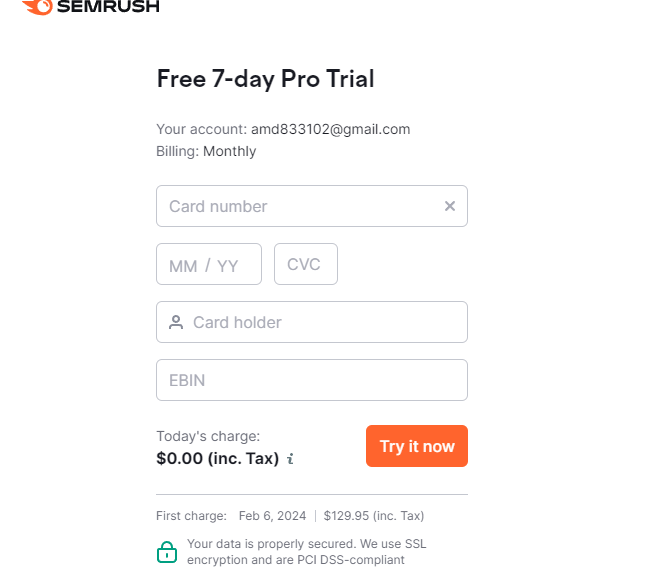 SEMRUSH
Free 7-day Pro Trial
Your account: amd833102@gmail.com
Billing: Monthly
Card number
MM / YY
CVC
Card holder
EBIN
Today's charge:
$0.00 (inc. Tax)
Try it now
First charge: Feb 6, 2024 | $129.95 (inc. Tax)
Your data is properly secured. We use SSL
encryption and are PCI DSS-compliant